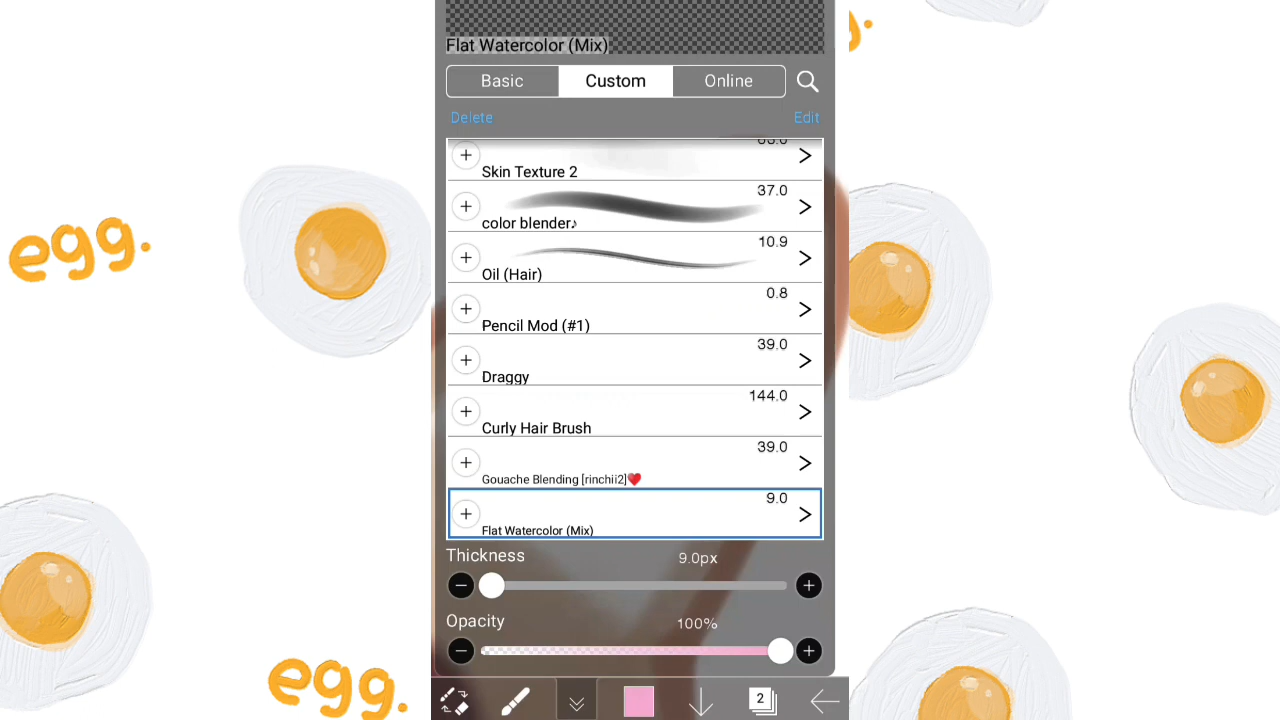 Flat Watercolor (Mix)
Basic
Custom
Online
Delete
Edit
Skin Texture 2
37.0
color blender♪
10.9
Oil (Hair)
0.8
Pencil Mod (#1)
39.0
Draggy
144.0
Curly Hair Brush
39.0
Gouache Blending [rinchii2]❤️
9.0
Flat Watercolor (Mix)
Thickness
9.0px
Opacity
100%
2
egg.
egg.